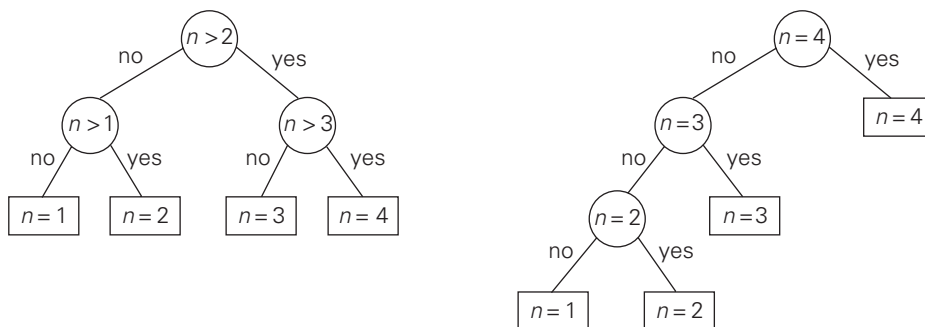 n > 2
no
yes
n > 1
n > 3
no
yes
no
yes
n = 1
n = 2
n = 3
n = 4
n = 4
no
yes
n = 3
n = 4
no
yes
n = 2
n = 3
no
yes
n = 1
n = 2